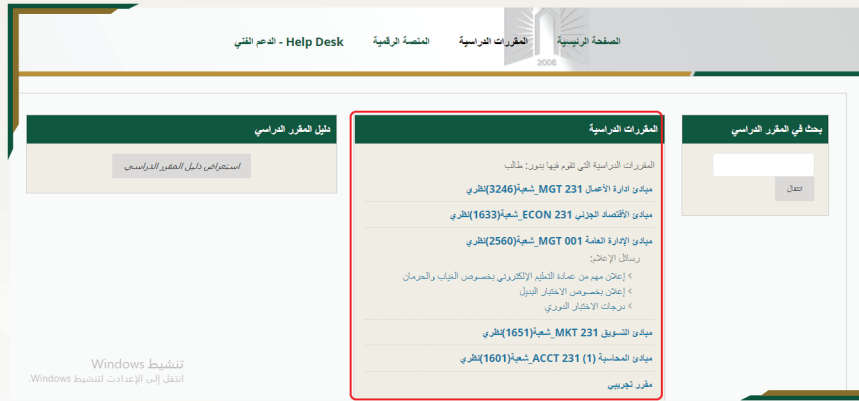 الصفحة الرئيسية
المقررات الدراسية
المنصة الرقمية
Help Desk - الدعم الفني
2006
بحث في المقرر الدراسي
انتقال
المقررات الدراسية
المقررات الدراسية التي تقوم فيها بدور: طالب
مبادئ ادارة الأعمال MGT 231_شعبة(3246)نظري
مبادئ الأقتصاد الجزئي ECON 231_شعبة(1633)نظري
مبادئ الإدارة العامة MGT 001_شعبة(2560)نظري
رسائل الإعلام:
إعلان مهم من عمادة التعليم الإلكتروني بخصوص الغياب والحرمان
إعلان بخصوص الاختبار البديل
درجات الاختبار الدوري
مبادئ التسويق MKT 231_شعبة(1651)نظري
مبادئ المحاسبة (1) ACCT 231_شعبة(1601)نظري
مقرر تجريبي
دليل المقرر الدراسي
استعراض دليل المقرر الدراسي
تنشيط Windows
انتقل إلى الإعدادت لتنشيط Windows.